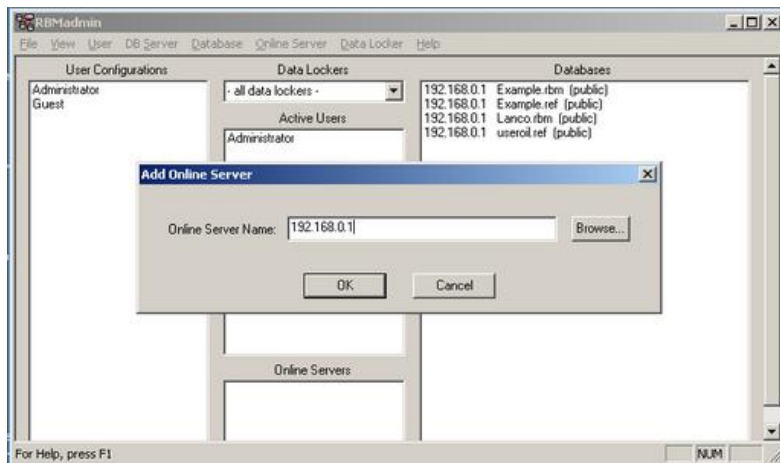 RBMadmin
File View User DB Server Database Online Server Data Locker Help
User Configurations
Administrator
Guest
Data Lockers
- all data lockers -
Active Users
Administrator
Databases
192.168.0.1 Example.rbm (public)
192.168.0.1 Example.ref (public)
192.168.0.1 Lanco.rbm (public)
192.168.0.1 useroil.ref (public)
Add Online Server
Online Server Name: 192.168.0.1
Browse...
OK Cancel
Online Servers
For Help, press F1
NUM